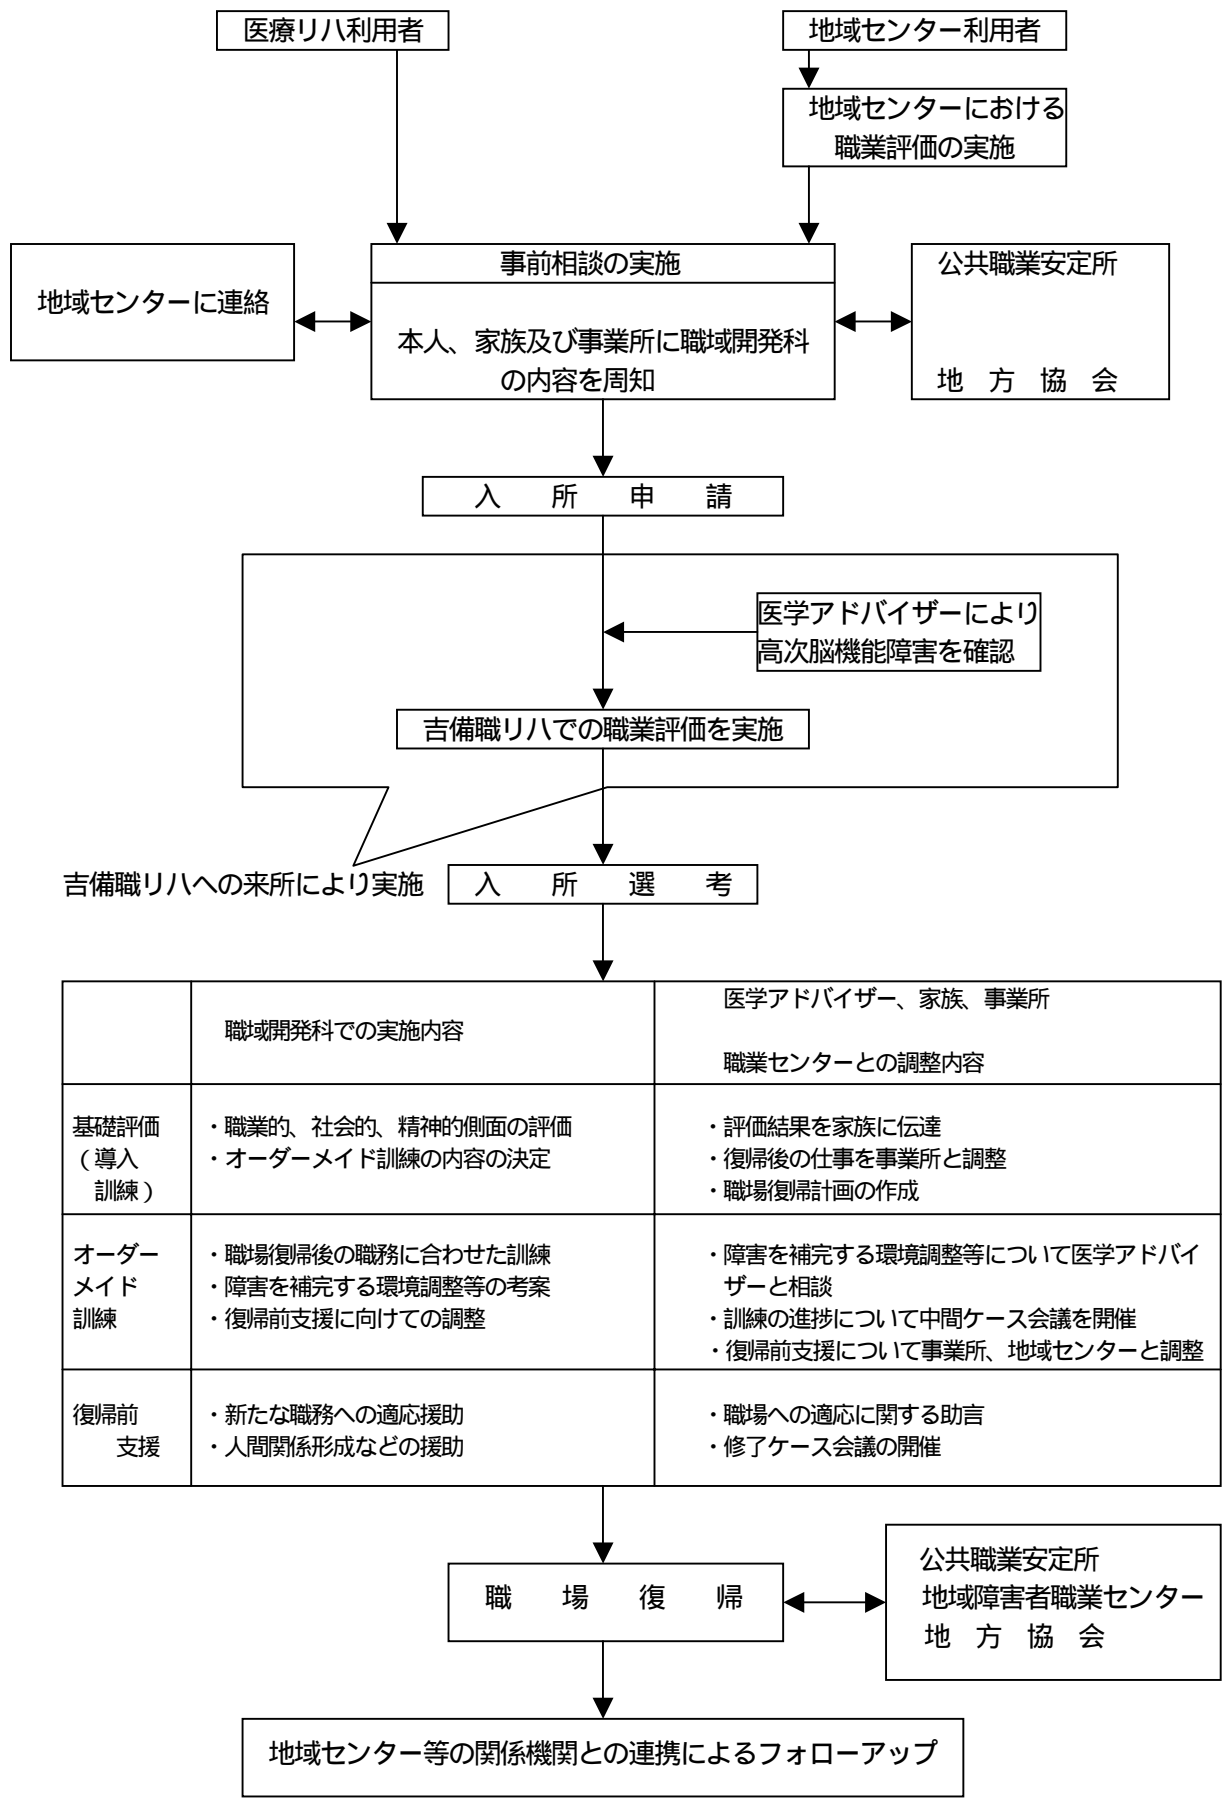 医療リハ利用者
地域センター利用者
地域センターにおける
職業評価の実施
地域センターに連絡
事前相談の実施
本人、家族及び事業所に職域開発科
の内容を周知
公共職業安定所
地　方　協　会
入　　所　　申　　請
医学アドバイザーにより
高次脳機能障害を確認
吉備職リハでの職業評価を実施
吉備職リハへの来所により実施
入　　所　　選　　考
職域開発科での実施内容
医学アドバイザー、家族、事業所
職業センターとの調整内容
基礎評価
（導入
訓練）
・職業的、社会的、精神的側面の評価
・オーダーメイド訓練の内容の決定
・評価結果を家族に伝達
・復帰後の仕事を事業所と調整
・職場復帰計画の作成
オーダー
メイド
訓練
・職場復帰後の職務に合わせた訓練
・障害を補完する環境調整等の考案
・復帰前支援に向けての調整
・障害を補完する環境調整等について医学アドバイ
ザーと相談
・訓練の進捗について中間ケース会議を開催
・復帰前支援について事業所、地域センターと調整
復帰前
支援
・新たな職務への適応援助
・人間関係形成などの援助
・職場への適応に関する助言
・修了ケース会議の開催
職　　場　　復　　帰
公共職業安定所
地域障害者職業センター
地　方　協　会
地域センター等の関係機関との連携によるフォローアップ